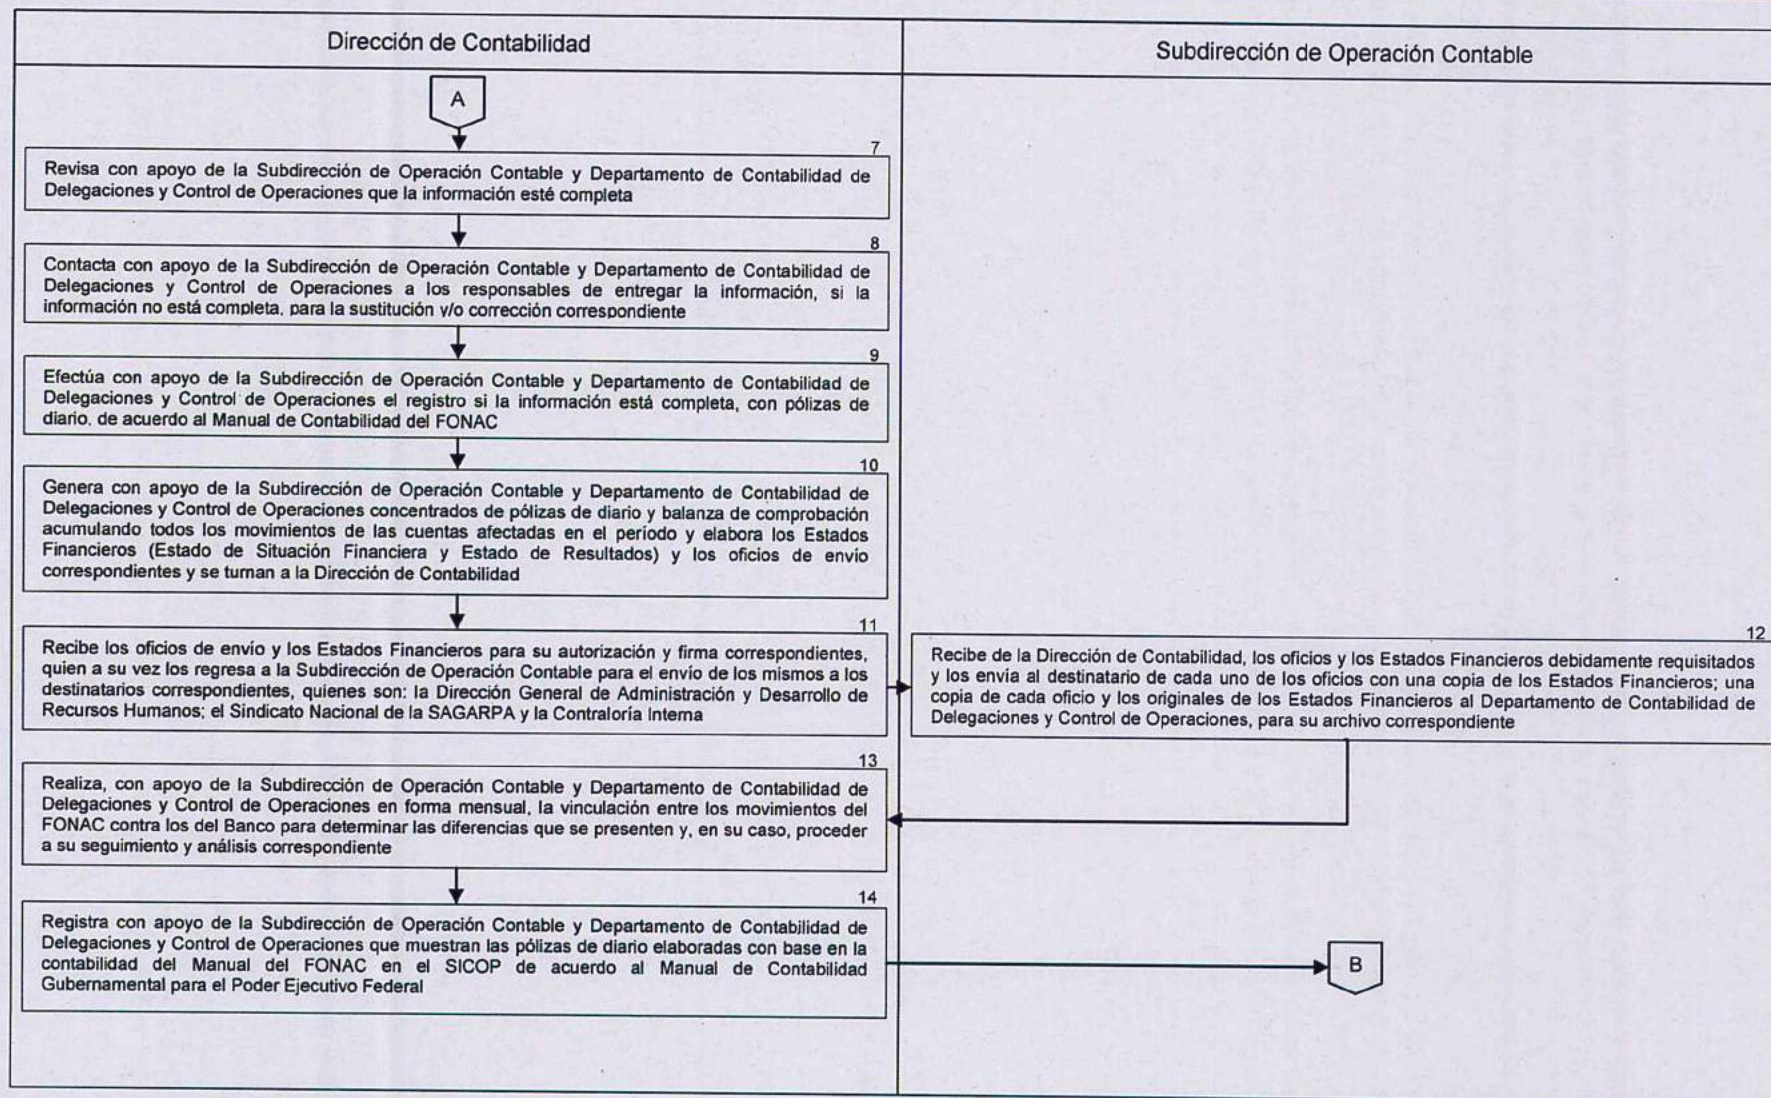 Dirección de Contabilidad
Subdirección de Operación Contable
A
7
Revisa con apoyo de la Subdirección de Operación Contable y Departamento de Contabilidad de
Delegaciones y Control de Operaciones que la información esté completa
8
Contacta con apoyo de la Subdirección de Operación Contable y Departamento de Contabilidad de
Delegaciones y Control de Operaciones a los responsables de entregar la información, si la
información no está completa, para la sustitución y/o corrección correspondiente
9
Efectúa con apoyo de la Subdirección de Operación Contable y Departamento de Contabilidad de
Delegaciones y Control de Operaciones el registro si la información está completa, con pólizas de
diario, de acuerdo al Manual de Contabilidad del FONAC
10
Genera con apoyo de la Subdirección de Operación Contable y Departamento de Contabilidad de
Delegaciones y Control de Operaciones concentrados de pólizas de diario y balanza de comprobación
acumulando todos los movimientos de las cuentas afectadas en el período y elabora los Estados
Financieros (Estado de Situación Financiera y Estado de Resultados) y los oficios de envío
correspondientes y se turnan a la Dirección de Contabilidad
11
Recibe los oficios de envío y los Estados Financieros para su autorización y firma correspondientes,
quien a su vez los regresa a la Subdirección de Operación Contable para el envío de los mismos a los
destinatarios correspondientes, quienes son: la Dirección General de Administración y Desarrollo de
Recursos Humanos; el Sindicato Nacional de la SAGARPA y la Contraloría Interna
12
Recibe de la Dirección de Contabilidad, los oficios y los Estados Financieros debidamente requisitados
y los envía al destinatario de cada uno de los oficios con una copia de los Estados Financieros; una
copia de cada oficio y los originales de los Estados Financieros al Departamento de Contabilidad de
Delegaciones y Control de Operaciones, para su archivo correspondiente
13
Realiza, con apoyo de la Subdirección de Operación Contable y Departamento de Contabilidad de
Delegaciones y Control de Operaciones en forma mensual, la vinculación entre los movimientos del
FONAC contra los del Banco para determinar las diferencias que se presenten y, en su caso, proceder
a su seguimiento y análisis correspondiente
14
Registra con apoyo de la Subdirección de Operación Contable y Departamento de Contabilidad de
Delegaciones y Control de Operaciones que muestran las pólizas de diario elaboradas con base en la
contabilidad del Manual del FONAC en el SICOP de acuerdo al Manual de Contabilidad
Gubernamental para el Poder Ejecutivo Federal
B